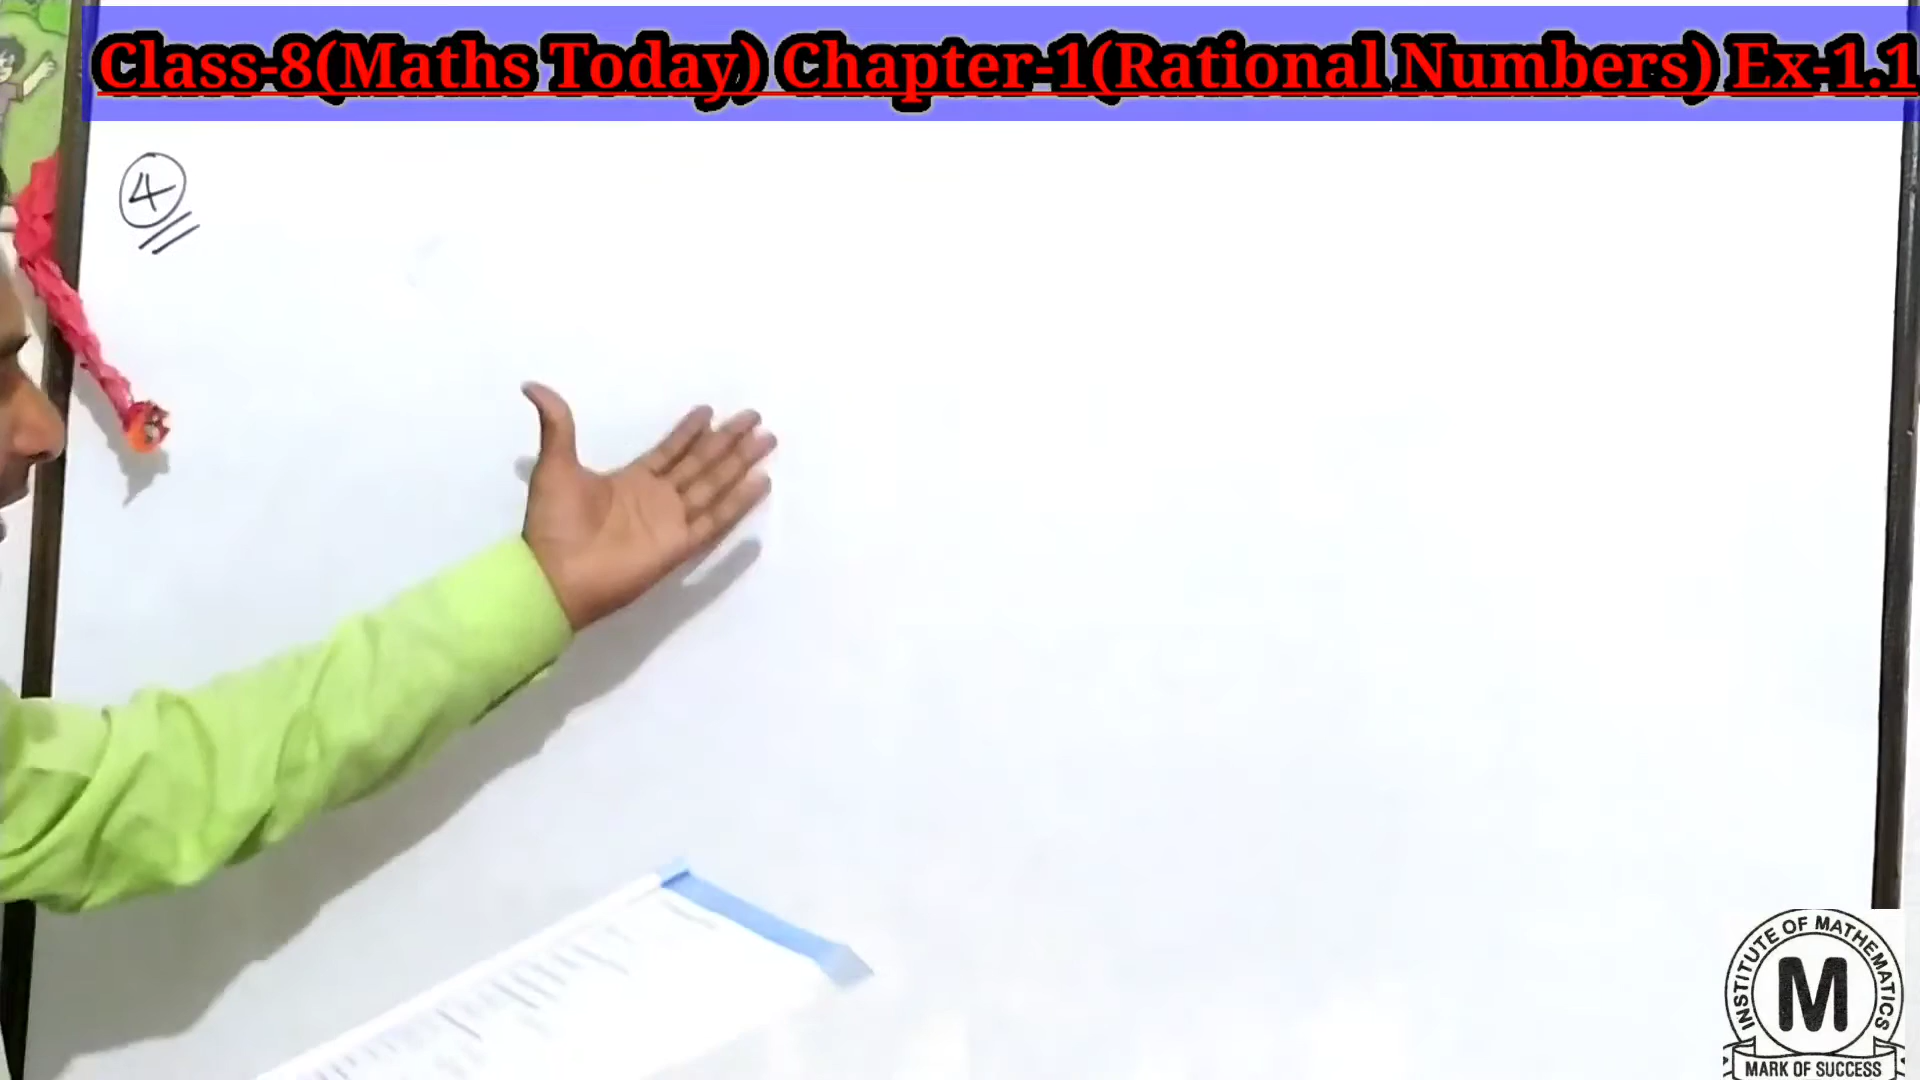 Class-8(Maths Today) Chapter-1(Rational Numbers) Ex-1.1
4
INSTITUTE OF MATHEMATICS
M
MARK OF SUCCESS